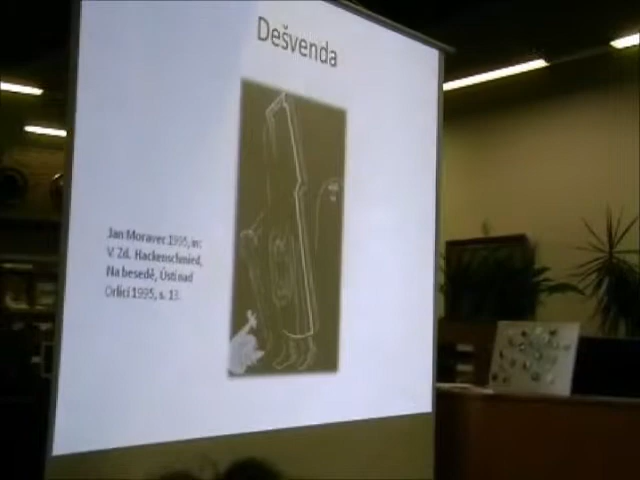 Dešvenda
Jan Moravec 1995, in:
V. Zd. Hackenschmied,
Na besedě, Ústí nad
Orlicí 1995, s. 13.